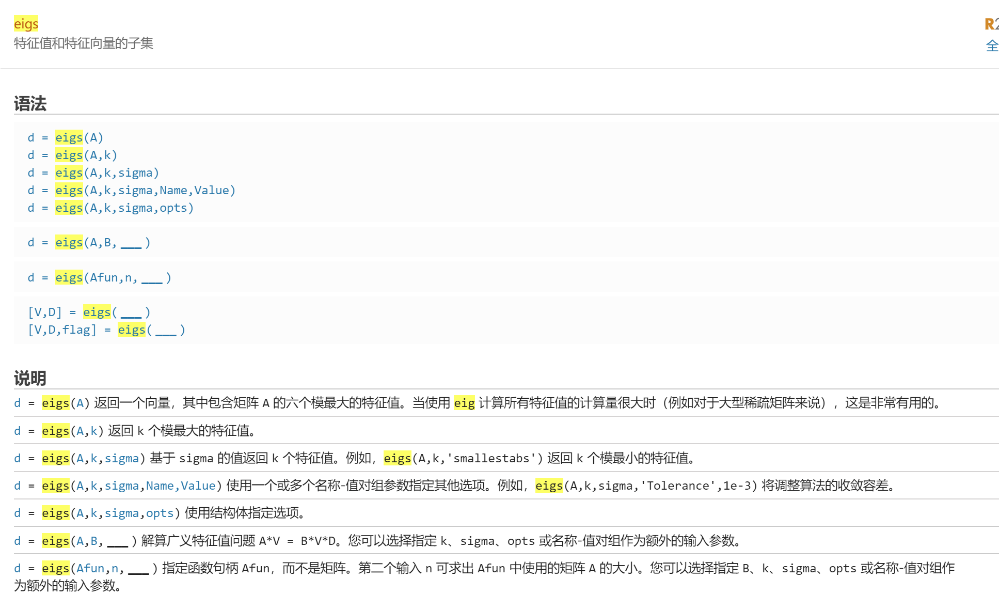 eigs
R2
特征值和特征向量的子集
全
语法
d = eigs(A)
d = eigs(A,k)
d = eigs(A,k,sigma)
d = eigs(A,k,sigma,Name,Value)
d = eigs(A,k,sigma,opts)
d = eigs(A,B,___)
d = eigs(Afun,n,___)
[V,D] = eigs(___)
[V,D,flag] = eigs(___)
说明
d = eigs(A) 返回一个向量，其中包含矩阵 A 的六个模最大的特征值。当使用 eig 计算所有特征值的计算量很大时（例如对于大型稀疏矩阵来说），这是非常有用的。
d = eigs(A,k) 返回 k 个模最大的特征值。
d = eigs(A,k,sigma) 基于 sigma 的值返回 k 个特征值。例如，eigs(A,k,'smallestabs') 返回 k 个模最小的特征值。
d = eigs(A,k,sigma,Name,Value) 使用一个或多个名称-值对组参数指定其他选项。例如，eigs(A,k,sigma,'Tolerance',1e-3) 将调整算法的收敛容差。
d = eigs(A,k,sigma,opts) 使用结构体指定选项。
d = eigs(A,B,___) 解算广义特征值问题 A*V = B*V*D。您可以选择指定 k、sigma、opts 或名称-值对组作为额外的输入参数。
d = eigs(Afun,n,___) 指定函数句柄 Afun，而不是矩阵。第二个输入 n 可求出 Afun 中使用的矩阵 A 的大小。您可以选择指定 B、k、sigma、opts 或名称-值对组作
为额外的输入参数。